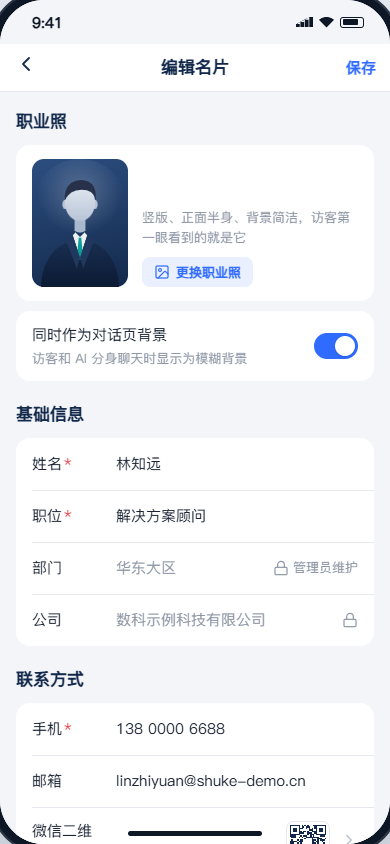 9:41
编辑名片
保存
职业照
竖版、正面半身、背景简洁，访客第
一眼看到的就是它
更换职业照
同时作为对话页背景
访客和 AI 分身聊天时显示为模糊背景
基础信息
姓名* 林知远
职位* 解决方案顾问
部门 华东大区 管理员维护
公司 数科示例科技有限公司
联系方式
手机* 138 0000 6688
邮箱 linzhiyuan@shuke-demo.cn
微信二维